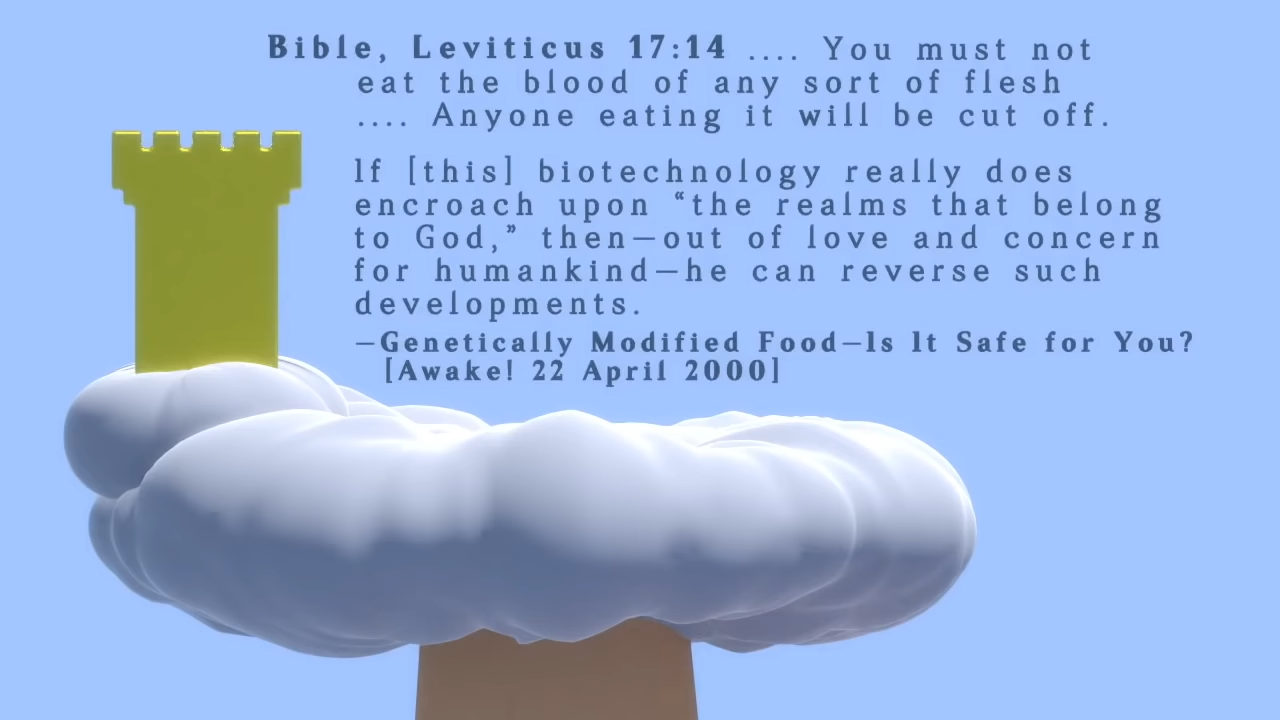 Bible, Leviticus 17:14 .... You must not
eat the blood of any sort of flesh
.... Anyone eating it will be cut off.
If [this] biotechnology really does
encroach upon “the realms that belong
to God,” then—out of love and concern
for humankind—he can reverse such
developments.
—Genetically Modified Food—Is It Safe for You?
[Awake! 22 April 2000]